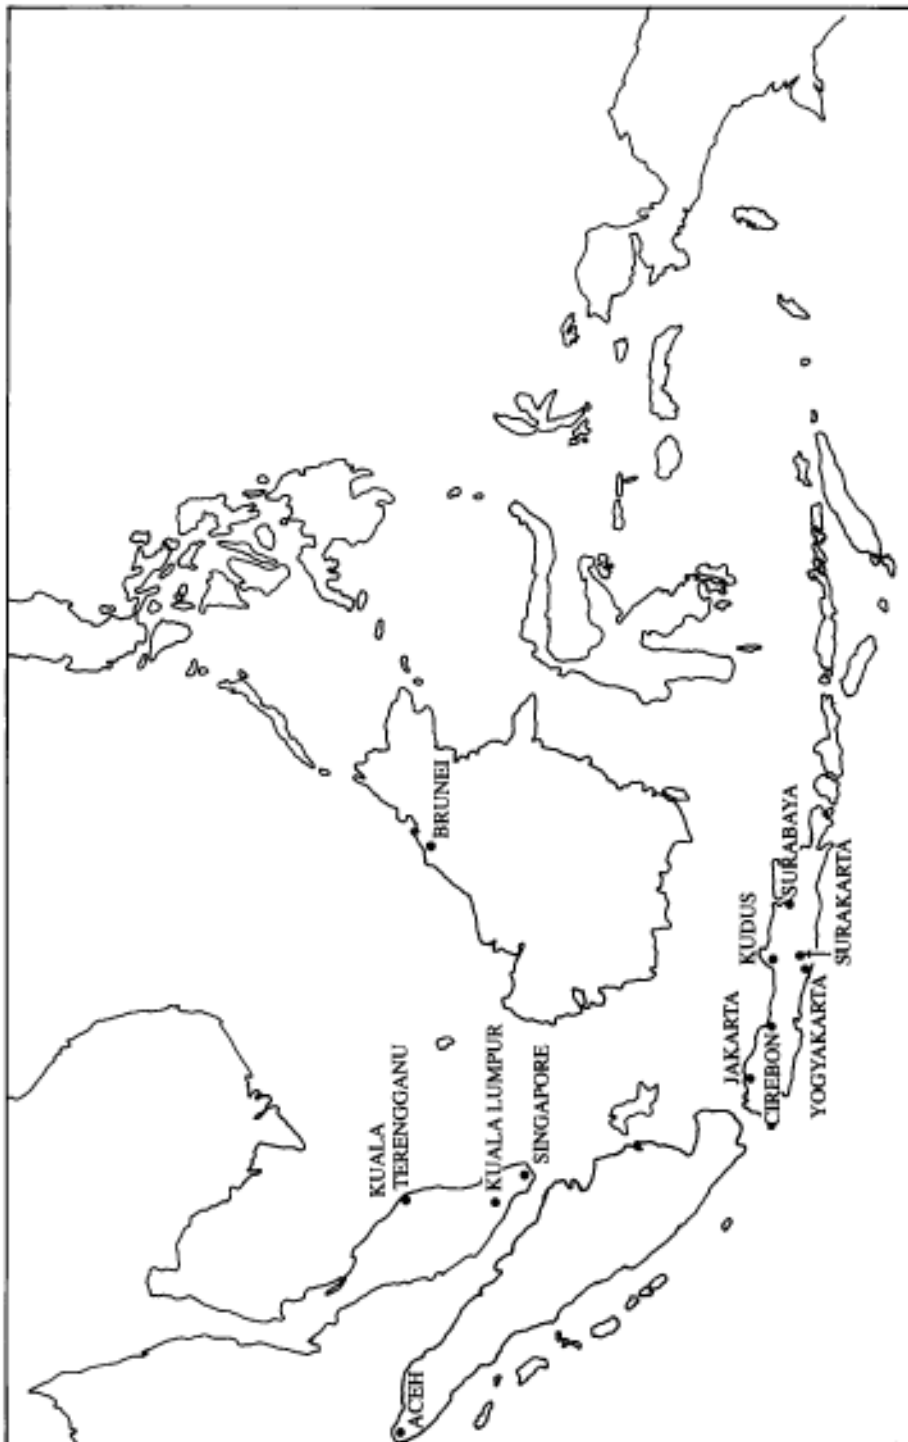 ACEH
KUALA
TERENGGANU
KUALA LUMPUR
SINGAPORE
BRUNEI
JAKARTA
CIREBON
KUDUS
SURABAYA
YOGYAKARTA
SURAKARTA